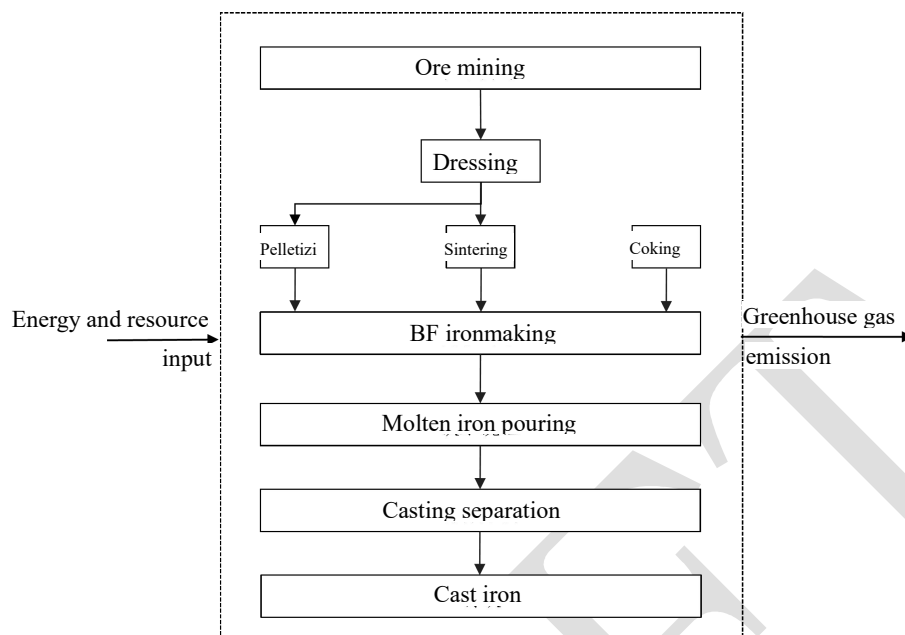 Ore mining
Dressing
Pelletizi
Sintering
Coking
Energy and resource
input
BF ironmaking
Greenhouse gas
emission
Molten iron pouring
Casting separation
Cast iron